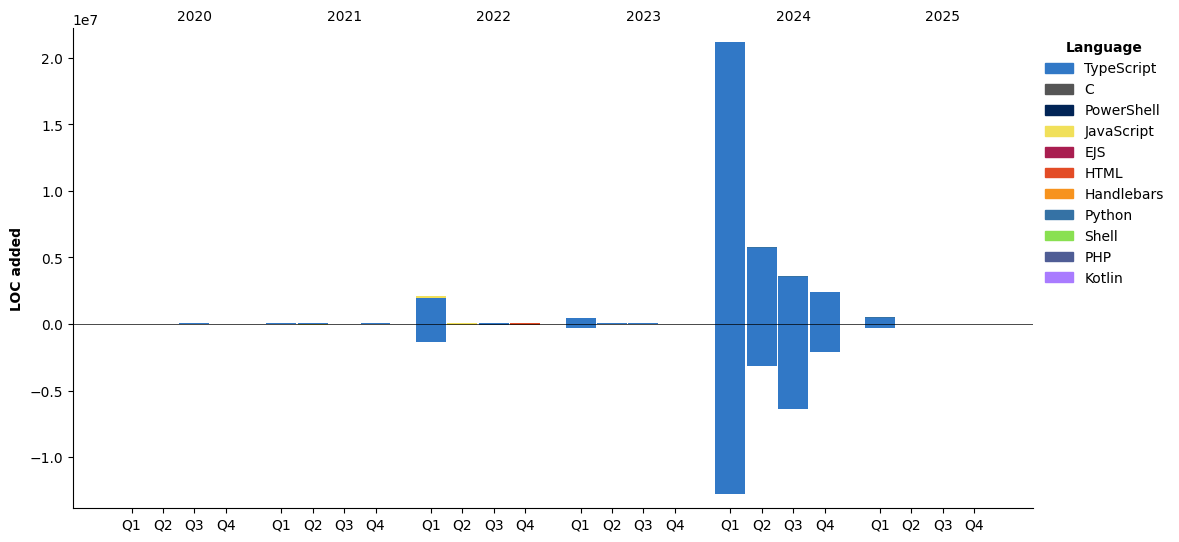 1e7
2020 2021 2022 2023 2024 2025
2.0
1.5
1.0
0.5
0.0
−0.5
−1.0
LOC added
Q1 Q2 Q3 Q4 Q1 Q2 Q3 Q4 Q1 Q2 Q3 Q4 Q1 Q2 Q3 Q4 Q1 Q2 Q3 Q4 Q1 Q2 Q3 Q4
Language
TypeScript
C
PowerShell
JavaScript
EJS
HTML
Handlebars
Python
Shell
PHP
Kotlin